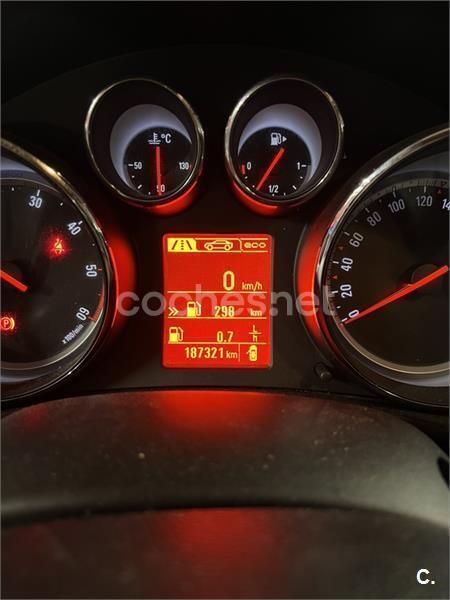 °C
50 130
90
0 1/2 1
30
40
50
60
x100/min
P
eco
0 km/h
» 298 km
0.7 L/h
187321 km
0 20 40 60 80 100 120
coches.net
C.